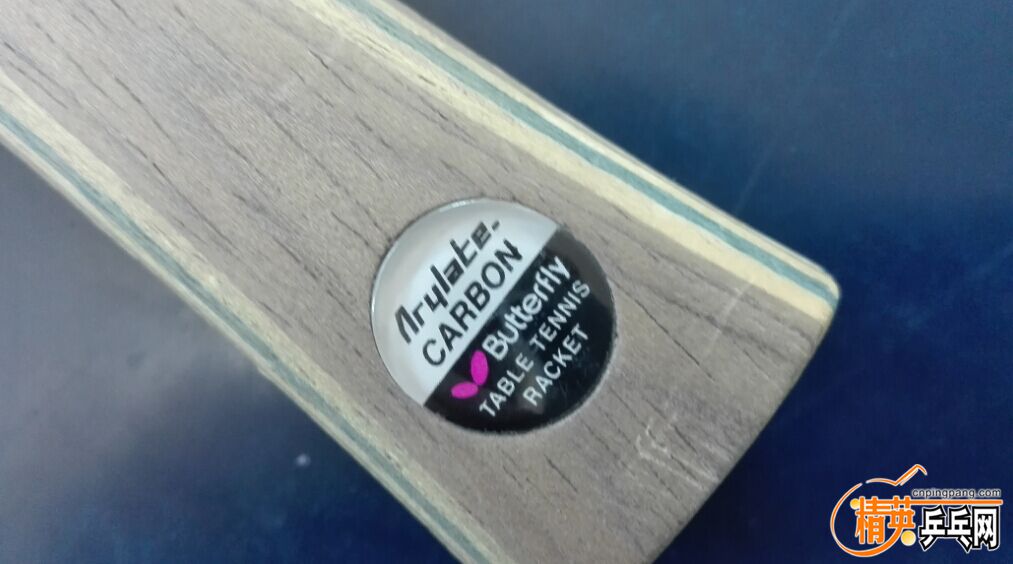 Arylate-
CARBON
Butterfly
TABLE TENNIS
RACKET
cnpingpang.com
精英乒乓网